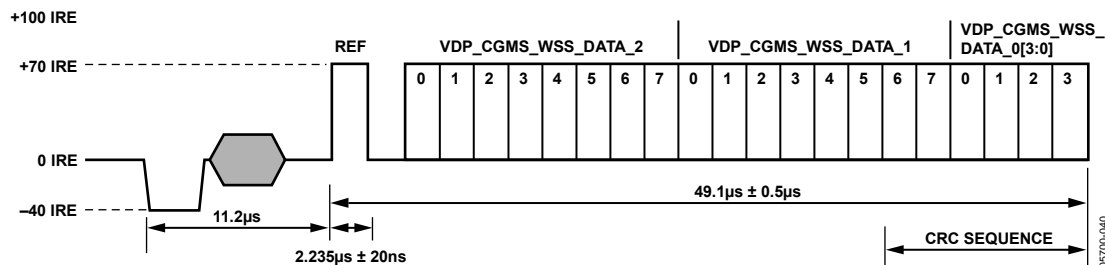 +100 IRE
REF
VDP_CGMS_WSS_DATA_2
VDP_CGMS_WSS_DATA_1
VDP_CGMS_WSS_
DATA_0[3:0]
+70 IRE
0 1 2 3 4 5 6 7 0 1 2 3 4 5 6 7 0 1 2 3
0 IRE
–40 IRE
11.2µs
49.1µs ± 0.5µs
2.235µs ± 20ns
CRC SEQUENCE
05700-040